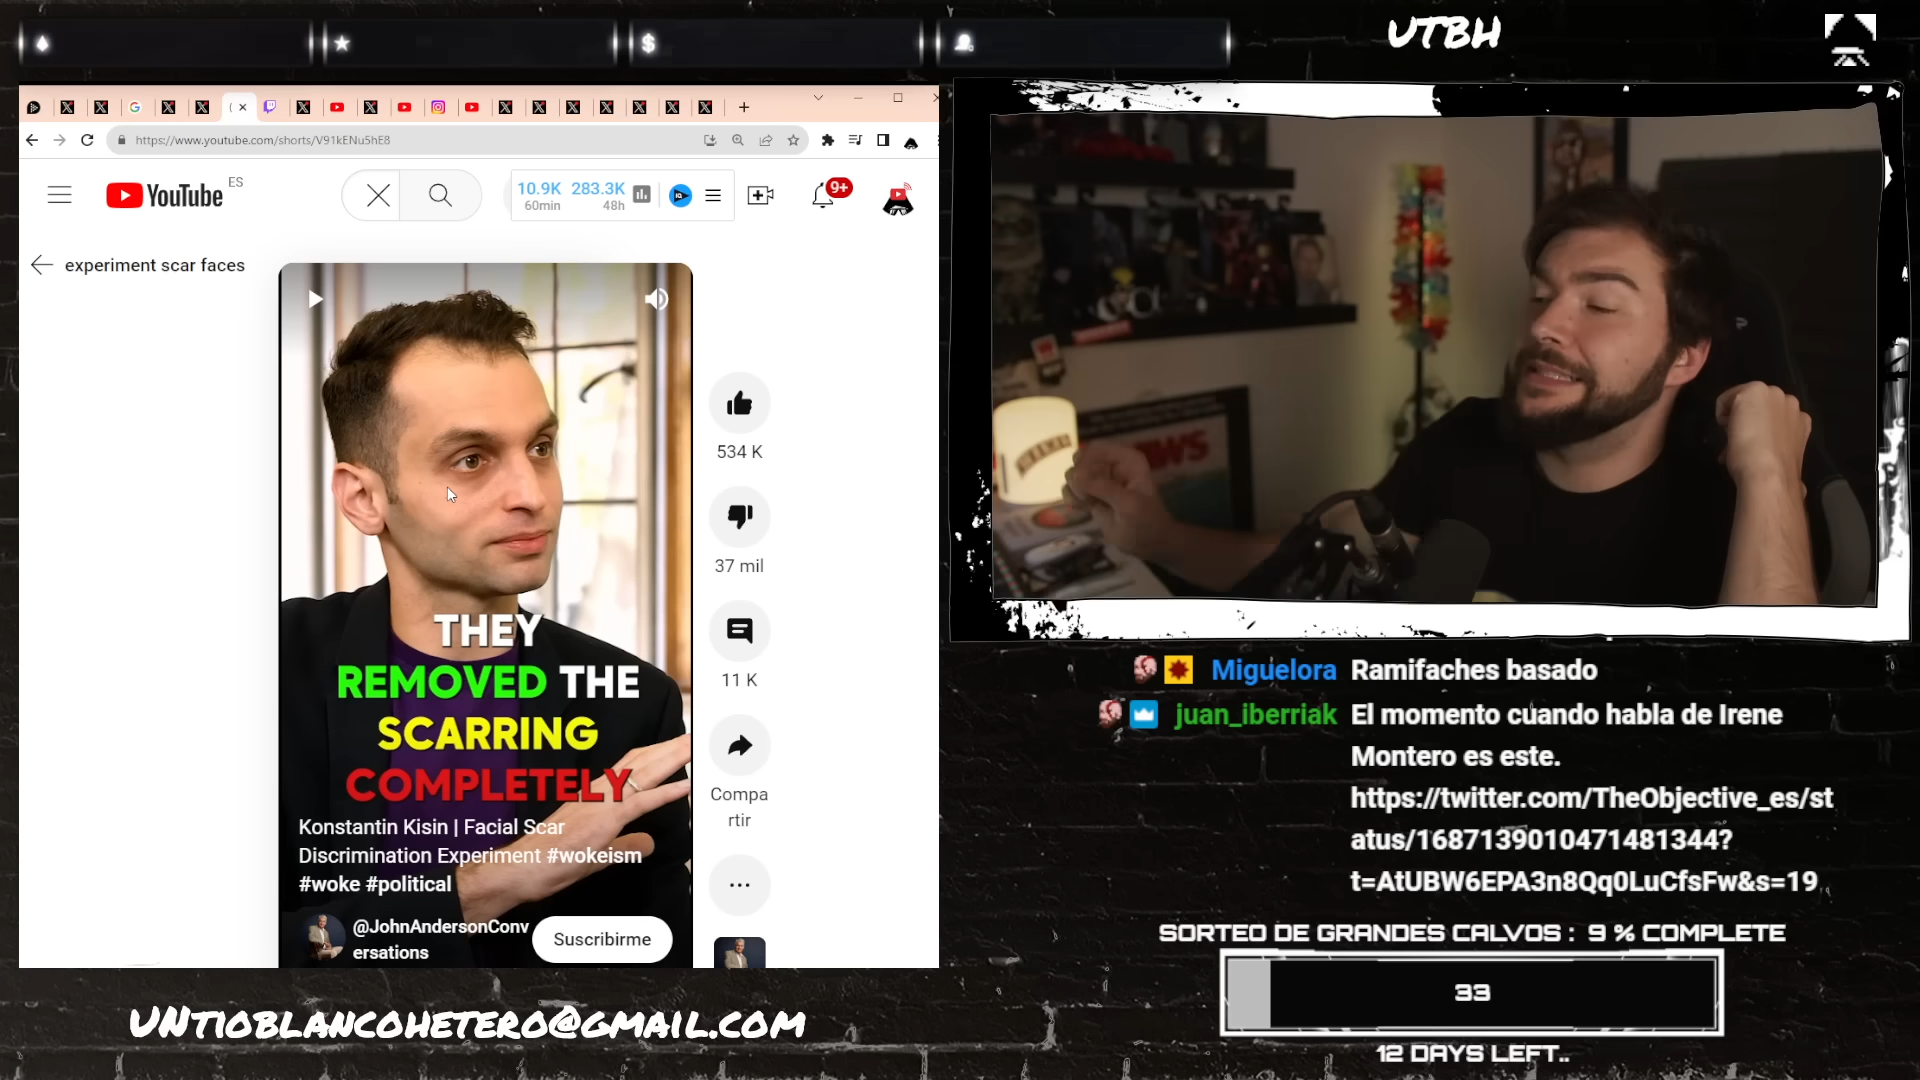 UTBH
https://www.youtube.com/shorts/V91kENu5hE8
YouTube
ES
10.9K 283.3K
60min 48h
9+
experiment scar faces
534 K
37 mil
11 K
Compa
rtir
THEY
REMOVED THE
SCARRING
COMPLETELY
Konstantin Kisin | Facial Scar
Discrimination Experiment #wokeism
#woke #political
@JohnAndersonConv
ersations
Suscribirme
Miguelora Ramifaches basado
juan_iberriak El momento cuando habla de Irene
Montero es este.
https://twitter.com/TheObjective_es/st
atus/1687139010471481344?
t=AtUBW6EPA3n8Qq0LuCfsFw&s=19
SORTEO DE GRANDES CALVOS : 9 % COMPLETE
33
12 DAYS LEFT..
UNTIOBLANCOHETERO@GMAIL.COM